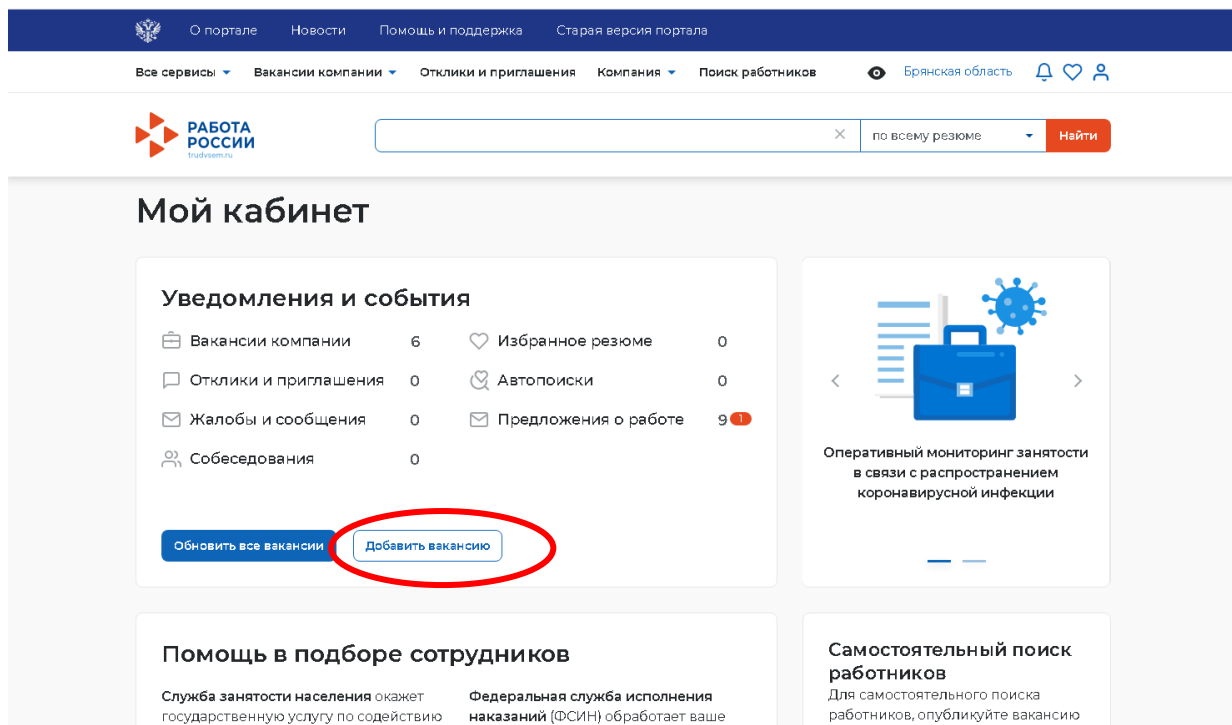 О портале Новости Помощь и поддержка Старая версия портала
Все сервисы Вакансии компании Отклики и приглашения Компания Поиск работников Брянская область
РАБОТА
РОССИИ
trudvsem.ru
по всему резюме Найти
Мой кабинет
Уведомления и события
Вакансии компании 6 Избранное резюме 0
Отклики и приглашения 0 Автопоиски 0
Жалобы и сообщения 0 Предложения о работе 9 1
Собеседования 0
Обновить все вакансии Добавить вакансию
Оперативный мониторинг занятости
в связи с распространением
коронавирусной инфекции
Помощь в подборе сотрудников
Служба занятости населения окажет
государственную услугу по содействию
Федеральная служба исполнения
наказаний (ФСИН) обработает ваше
Самостоятельный поиск
работников
Для самостоятельного поиска
работников, опубликуйте вакансию